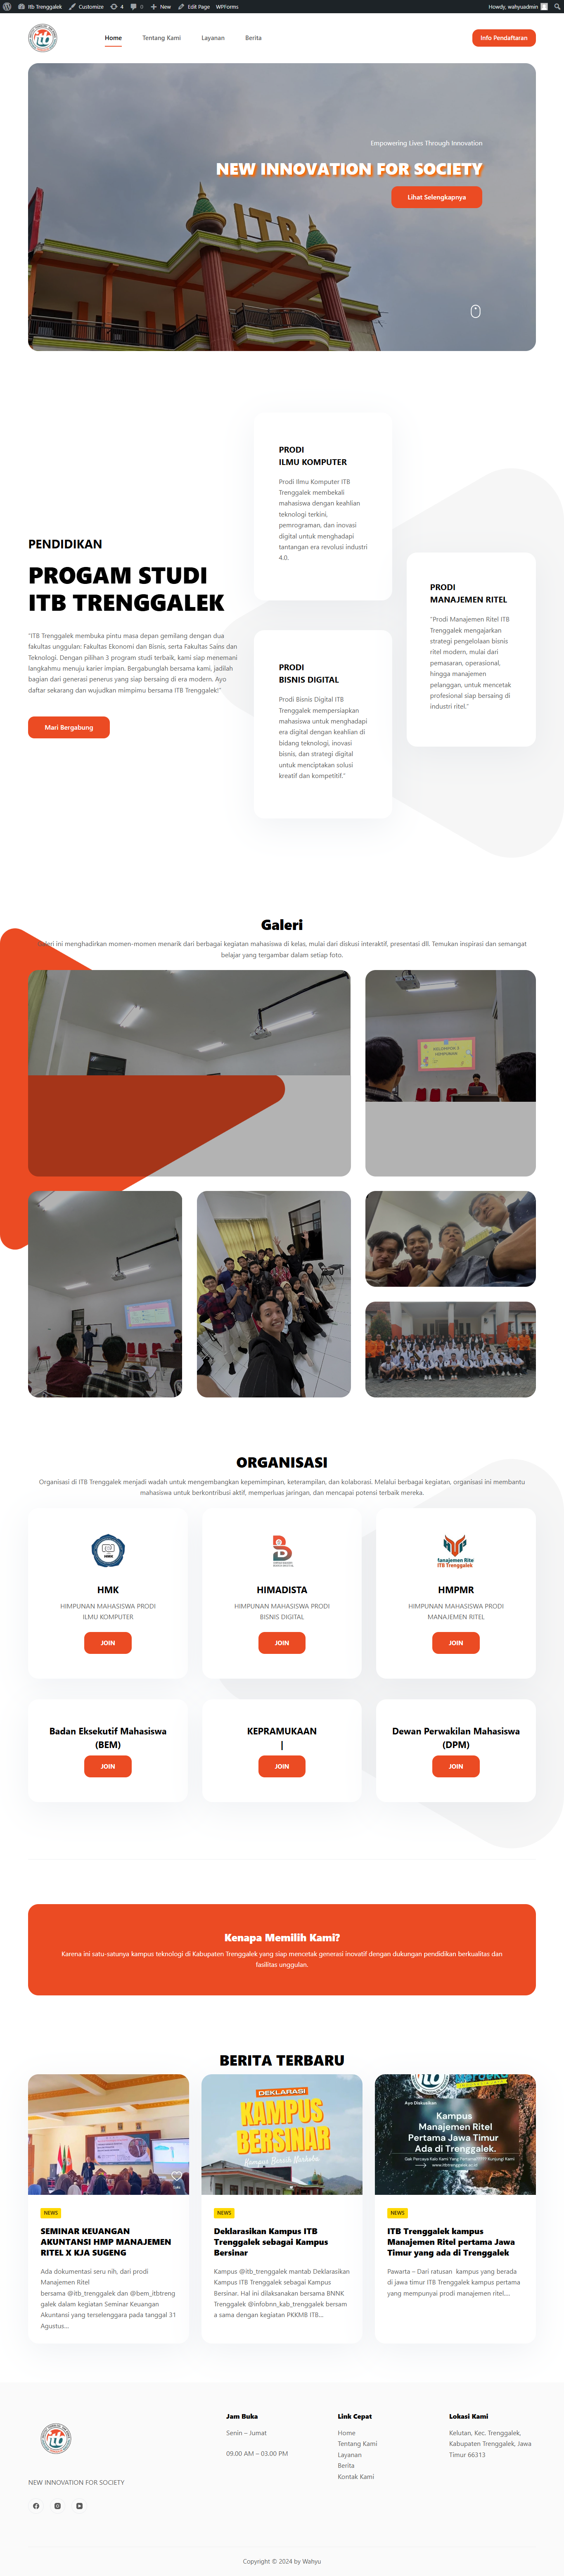 Itb Trenggalek
Customize
4
0
New
Edit Page
WPForms
Howdy, wahyuadmin
Home
Tentang Kami
Layanan
Berita
Info Pendaftaran
Empowering Lives Through Innovation
NEW INNOVATION FOR SOCIETY
Lihat Selengkapnya
ITB
PENDIDIKAN
PROGAM STUDI
ITB TRENGGALEK
"ITB Trenggalek membuka pintu masa depan gemilang dengan dua
fakultas unggulan: Fakultas Ekonomi dan Bisnis, serta Fakultas Sains dan
Teknologi. Dengan pilihan 3 program studi terbaik, kami siap menemani
langkahmu menuju karier impian. Bergabunglah bersama kami, jadilah
bagian dari generasi penerus yang siap bersaing di era modern. Ayo
daftar sekarang dan wujudkan mimpimu bersama ITB Trenggalek!"
Mari Bergabung
PRODI
ILMU KOMPUTER
Prodi Ilmu Komputer ITB
Trenggalek membekali
mahasiswa dengan keahlian
teknologi terkini,
pemrograman, dan inovasi
digital untuk menghadapi
tantangan era revolusi industri
4.0.
PRODI
BISNIS DIGITAL
Prodi Bisnis Digital ITB
Trenggalek mempersiapkan
mahasiswa untuk menghadapi
era digital dengan keahlian di
bidang teknologi, inovasi
bisnis, dan strategi digital
untuk menciptakan solusi
kreatif dan kompetitif."
PRODI
MANAJEMEN RITEL
"Prodi Manajemen Ritel ITB
Trenggalek mengajarkan
strategi pengelolaan bisnis
ritel modern, mulai dari
pemasaran, operasional,
hingga manajemen
pelanggan, untuk mencetak
profesional siap bersaing di
industri ritel."
Galeri
Galeri ini menghadirkan momen-momen menarik dari berbagai kegiatan mahasiswa di kelas, mulai dari diskusi interaktif, presentasi dll. Temukan inspirasi dan semangat
belajar yang tergambar dalam setiap foto.
KELOMPOK 3
ORGANISASI
Organisasi di ITB Trenggalek menjadi wadah untuk mengembangkan kepemimpinan, keterampilan, dan kolaborasi. Melalui berbagai kegiatan, organisasi ini membantu
mahasiswa untuk berkontribusi aktif, memperluas jaringan, dan mencapai potensi terbaik mereka.
HMK
HIMPUNAN MAHASISWA PRODI
ILMU KOMPUTER
JOIN
HIMADISTA
HIMPUNAN MAHASISWA PRODI
BISNIS DIGITAL
JOIN
fanajemen Rite
ITB Trenggalek
HMPMR
HIMPUNAN MAHASISWA PRODI
MANAJEMEN RITEL
JOIN
Badan Eksekutif Mahasiswa
(BEM)
JOIN
KEPRAMUKAAN
|
JOIN
Dewan Perwakilan Mahasiswa
(DPM)
JOIN
Kenapa Memilih Kami?
Karena ini satu-satunya kampus teknologi di Kabupaten Trenggalek yang siap mencetak generasi inovatif dengan dukungan pendidikan berkualitas dan
fasilitas unggulan.
BERITA TERBARU
NEWS
SEMINAR KEUANGAN
AKUNTANSI HMP MANAJEMEN
RITEL X KJA SUGENG
Ada dokumentasi seru nih, dari prodi
Manajemen Ritel
bersama @itb_trenggalek dan @bem_itbtreng
galek dalam kegiatan Seminar Keuangan
Akuntansi yang terselenggara pada tanggal 31
Agustus...
DEKLARASI
KAMPUS
BERSINAR
Kampus Bersih Narkoba
NEWS
Deklarasikan Kampus ITB
Trenggalek sebagai Kampus
Bersinar
Kampus @itb_trenggalek mantab Deklarasikan
Kampus ITB Trenggalek sebagai Kampus
Bersinar. Hal ini dilaksanakan bersama BNNK
Trenggalek @infobnn_kab_trenggalek bersam
a sama dengan kegiatan PKKMB ITB...
Ayo Diskusikan
Kampus
Manajemen Ritel
Pertama Jawa Timur
Ada di Trenggalek.
NEWS
ITB Trenggalek kampus
Manajemen Ritel pertama Jawa
Timur yang ada di Trenggalek
Pawarta – Dari ratusan kampus yang berada
di jawa timur ITB Trenggalek kampus pertama
yang mempunyai prodi manajemen ritel....
NEW INNOVATION FOR SOCIETY
Jam Buka
Senin – Jumat
09.00 AM – 03.00 PM
Link Cepat
Home
Tentang Kami
Layanan
Berita
Kontak Kami
Lokasi Kami
Kelutan, Kec. Trenggalek,
Kabupaten Trenggalek, Jawa
Timur 66313
Copyright © 2024 by Wahyu